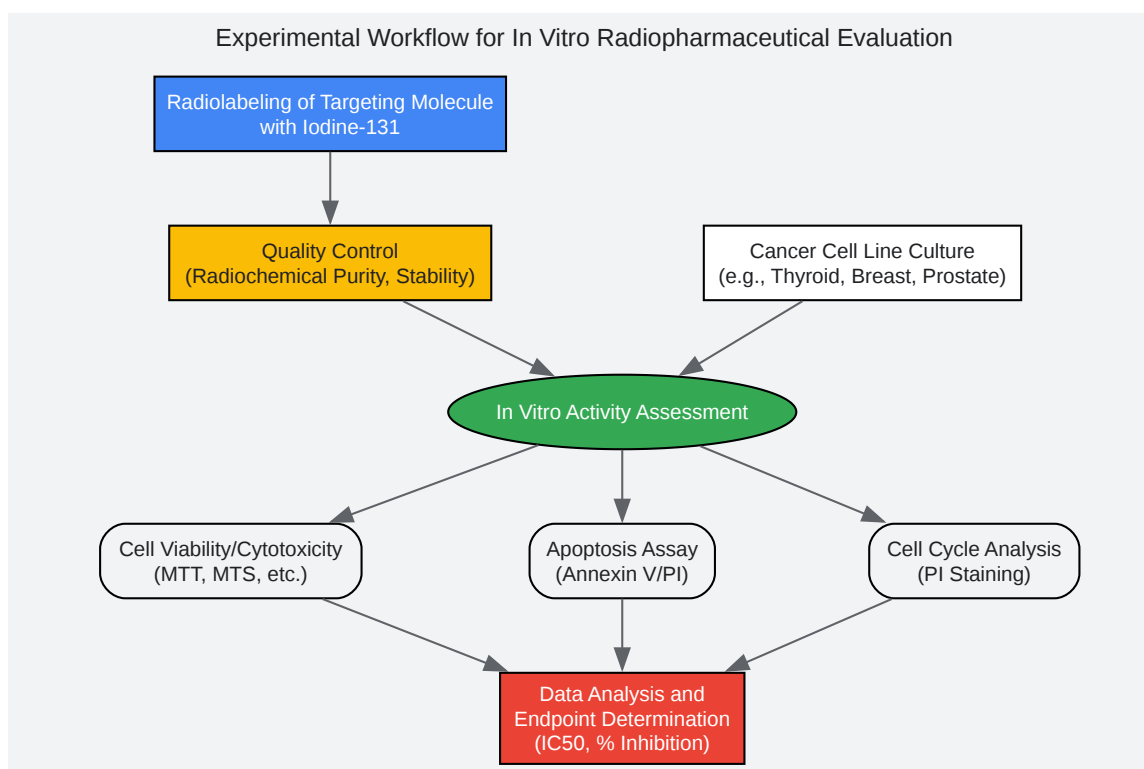 Experimental Workflow for In Vitro Radiopharmaceutical Evaluation
Radiolabeling of Targeting Molecule
with Iodine-131
Quality Control
(Radiochemical Purity, Stability)
Cancer Cell Line Culture
(e.g., Thyroid, Breast, Prostate)
In Vitro Activity Assessment
Cell Viability/Cytotoxicity
(MTT, MTS, etc.)
Apoptosis Assay
(Annexin V/PI)
Cell Cycle Analysis
(PI Staining)
Data Analysis and
Endpoint Determination
(IC50, % Inhibition)